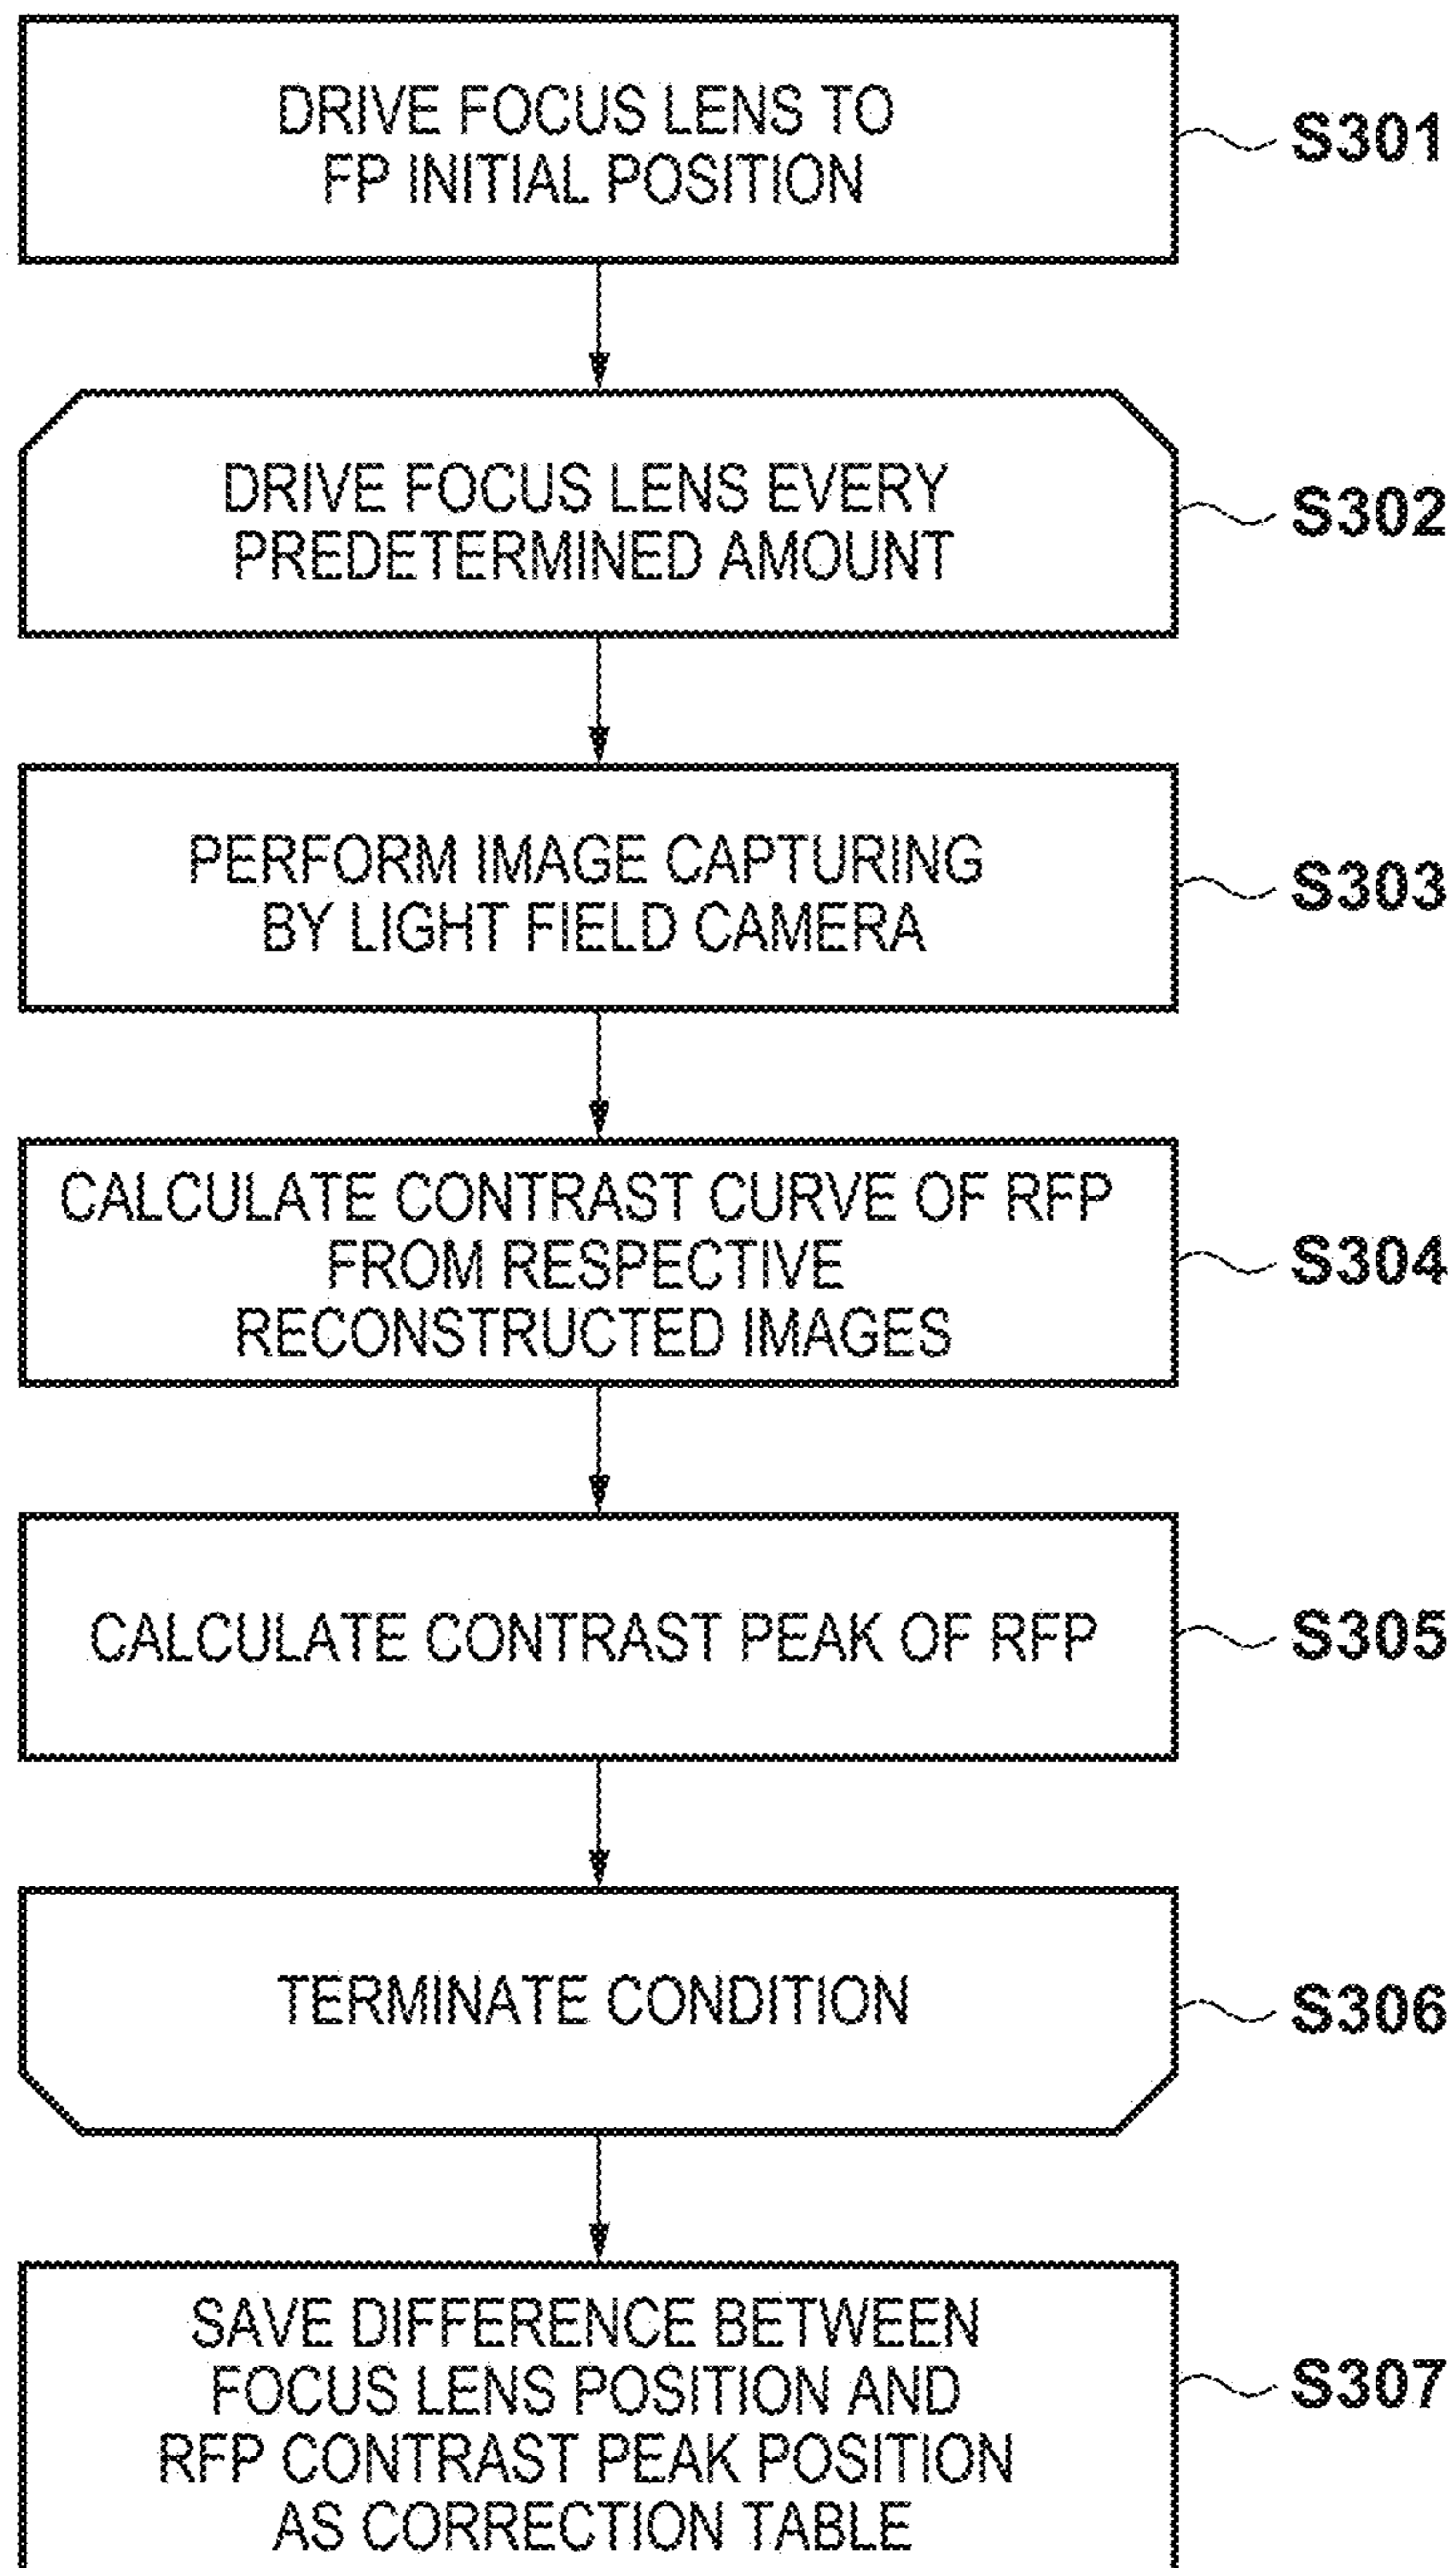 DRIVE FOCUS LENS TO
FP INITIAL POSITION
S301
DRIVE FOCUS LENS EVERY
PREDETERMINED AMOUNT
S302
PERFORM IMAGE CAPTURING
BY LIGHT FIELD CAMERA
S303
CALCULATE CONTRAST CURVE OF RFP
FROM RESPECTIVE
RECONSTRUCTED IMAGES
S304
CALCULATE CONTRAST PEAK OF RFP
S305
TERMINATE CONDITION
S306
SAVE DIFFERENCE BETWEEN
FOCUS LENS POSITION AND
RFP CONTRAST PEAK POSITION
AS CORRECTION TABLE
S307